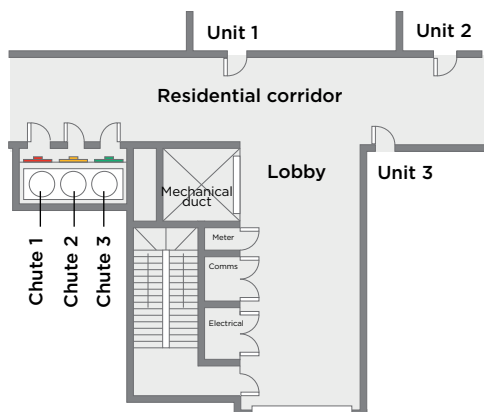 Unit 1
Unit 2
Residential corridor
Lobby
Unit 3
Mechanical
duct
Meter
Comms
Electrical
Chute 1
Chute 2
Chute 3